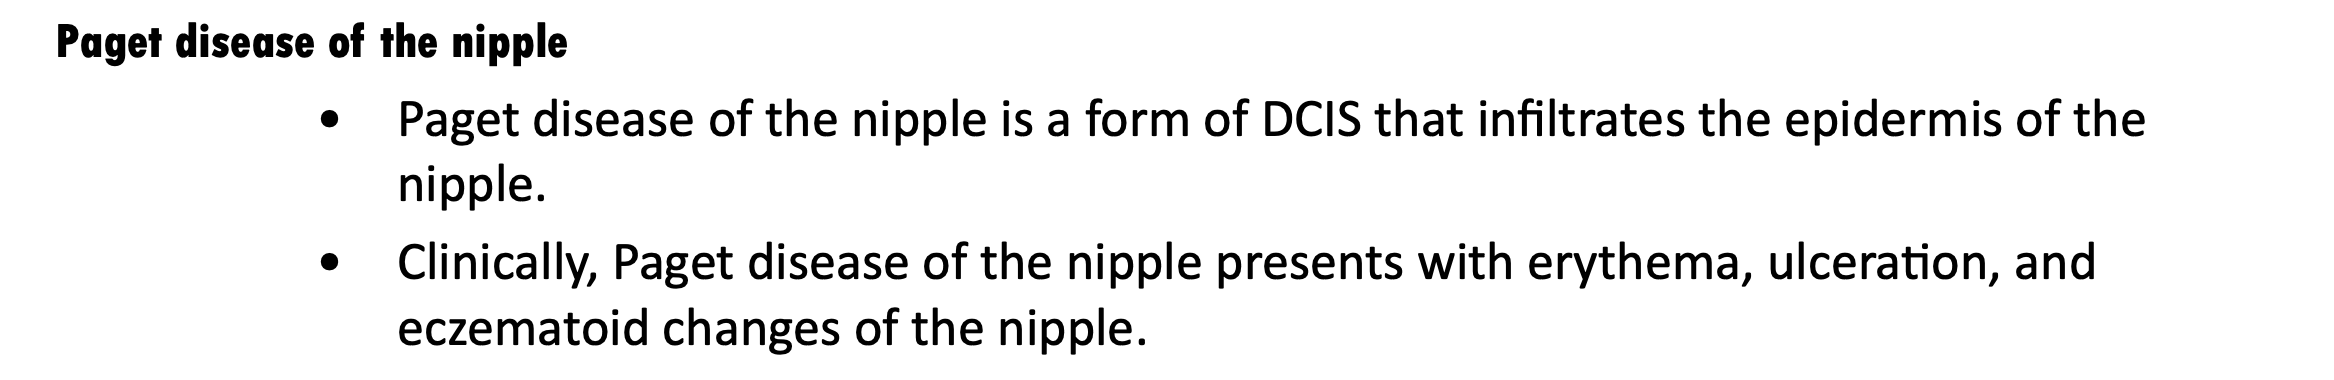 Paget disease of the nipple
• Paget disease of the nipple is a form of DCIS that infiltrates the epidermis of the
nipple.
• Clinically, Paget disease of the nipple presents with erythema, ulceration, and
eczematoid changes of the nipple.